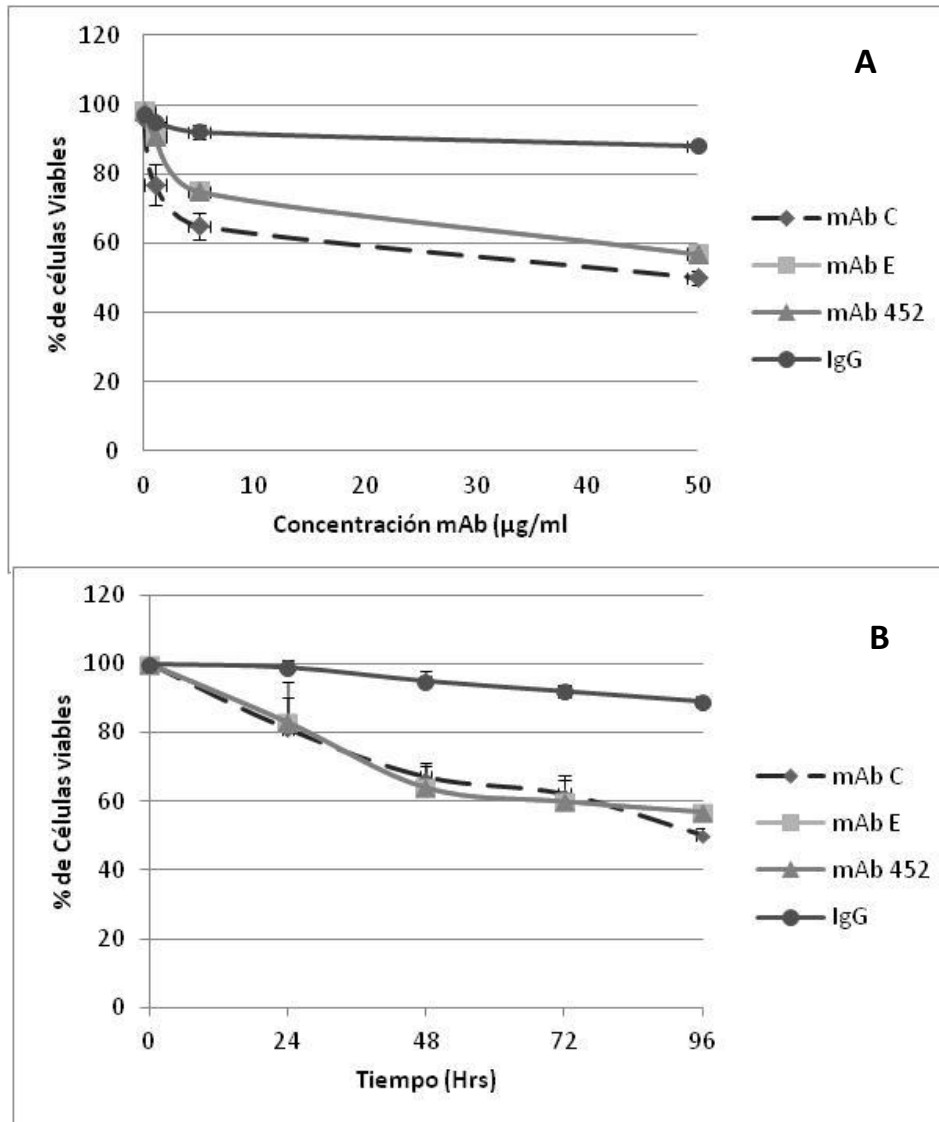 A
120
100
80
60
40
20
0
% de células Viables
0 10 20 30 40 50
Concentración mAb (µg/ml
mAb C
mAb E
mAb 452
IgG
B
120
100
80
60
40
20
0
% de Células viables
0 24 48 72 96
Tiempo (Hrs)
mAb C
mAb E
mAb 452
IgG